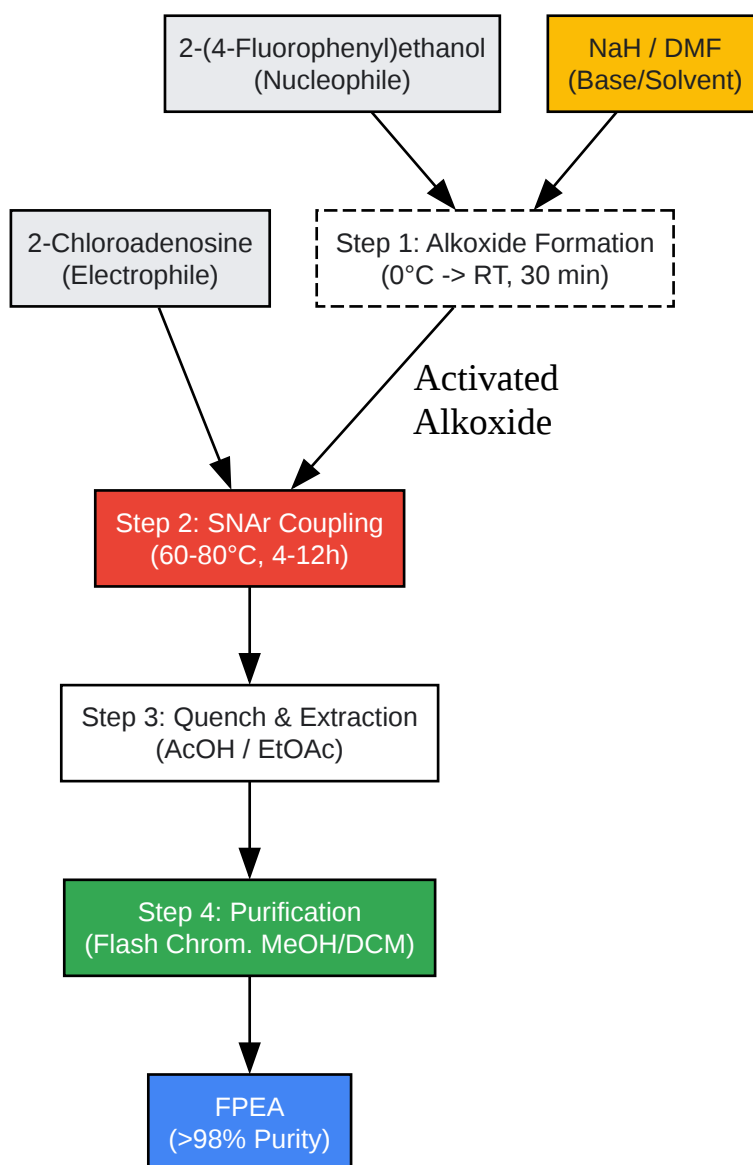 2-(4-Fluorophenyl)ethanol
(Nucleophile)
NaH / DMF
(Base/Solvent)
2-Chloroadenosine
(Electrophile)
Step 1: Alkoxide Formation
(0°C -> RT, 30 min)
Activated
Alkoxide
Step 2: SNAr Coupling
(60-80°C, 4-12h)
Step 3: Quench & Extraction
(AcOH / EtOAc)
Step 4: Purification
(Flash Chrom. MeOH/DCM)
FPEA
(>98% Purity)